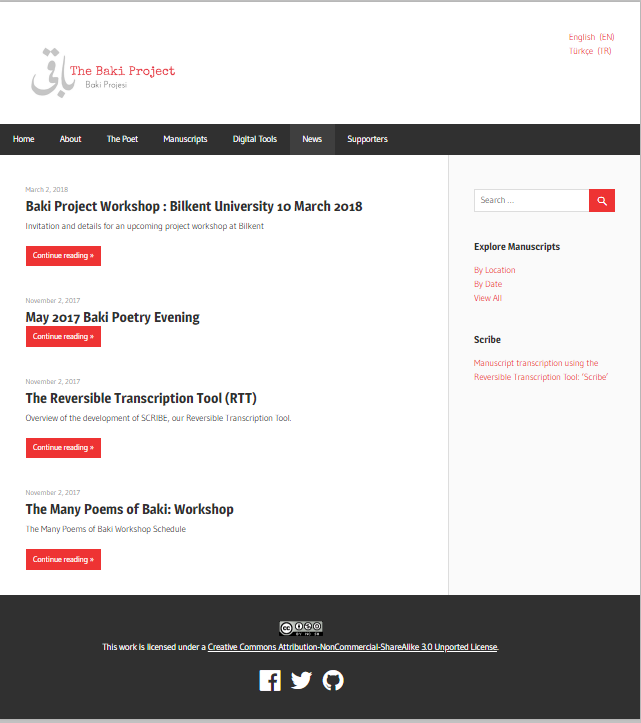 English (EN)
Türkçe (TR)
باقی
The Baki Project
Baki Projesi
Home About The Poet Manuscripts Digital Tools News Supporters
March 2, 2018
Baki Project Workshop : Bilkent University 10 March 2018
Invitation and details for an upcoming project workshop at Bilkent
Continue reading »
November 2, 2017
May 2017 Baki Poetry Evening
Continue reading »
November 2, 2017
The Reversible Transcription Tool (RTT)
Overview of the development of SCRIBE, our Reversible Transcription Tool.
Continue reading »
November 2, 2017
The Many Poems of Baki: Workshop
The Many Poems of Baki Workshop Schedule
Continue reading »
Search ...
Explore Manuscripts
By Location
By Date
View All
Scribe
Manuscript transcription using the
Reversible Transcription Tool: ‘Scribe’
cc
BY NC SA
This work is licensed under a Creative Commons Attribution-NonCommercial-ShareAlike 3.0 Unported License.